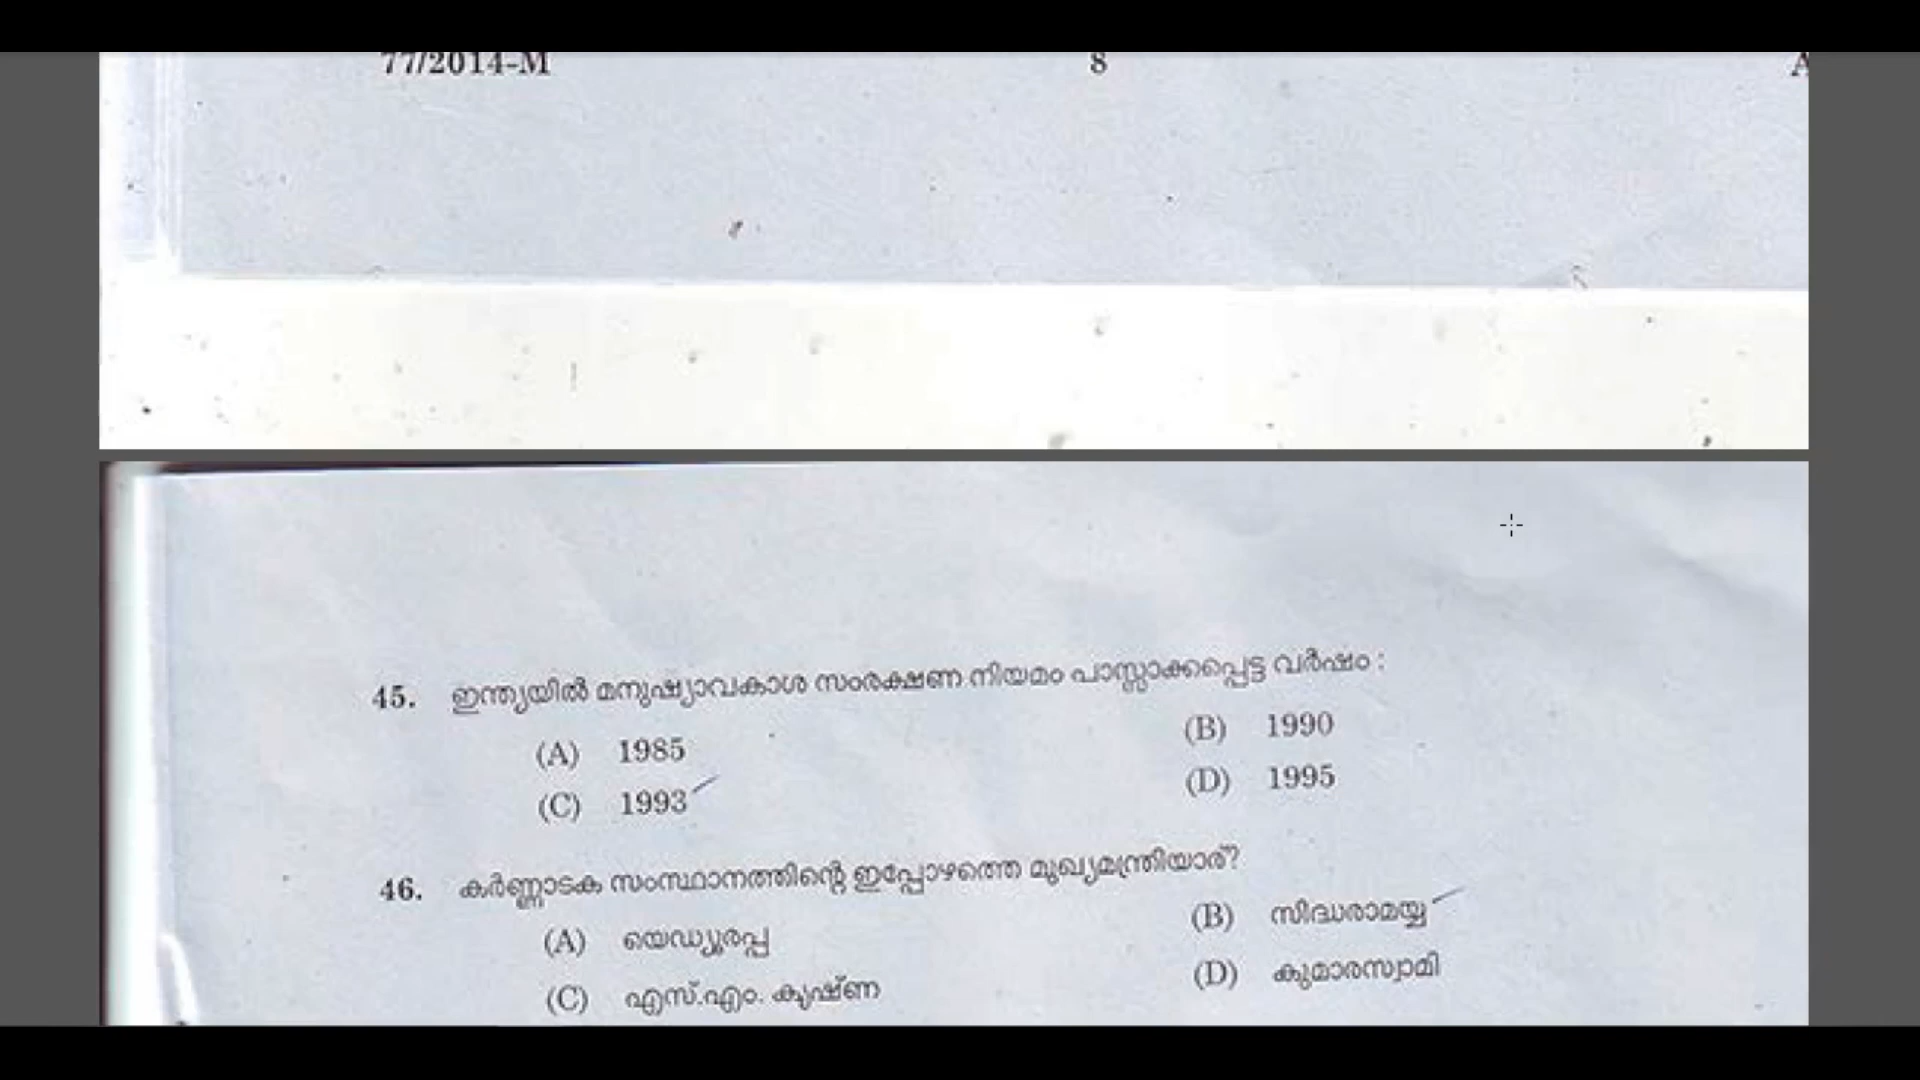 77/2014-M 8 A
45. ഇന്ത്യയിൽ മനുഷ്യാവകാശ സംരക്ഷണ നിയമം പാസ്സാക്കപ്പെട്ട വർഷം :
(A) 1985 (B) 1990
(C) 1993 (D) 1995
46. കർണ്ണാടക സംസ്ഥാനത്തിന്റെ ഇപ്പോഴത്തെ മുഖ്യമന്ത്രിയാര്?
(A) യെഡ്യൂരപ്പ (B) സിദ്ധരാമയ്യ
(C) എസ്.എം. കൃഷ്ണ (D) കുമാരസ്വാമി